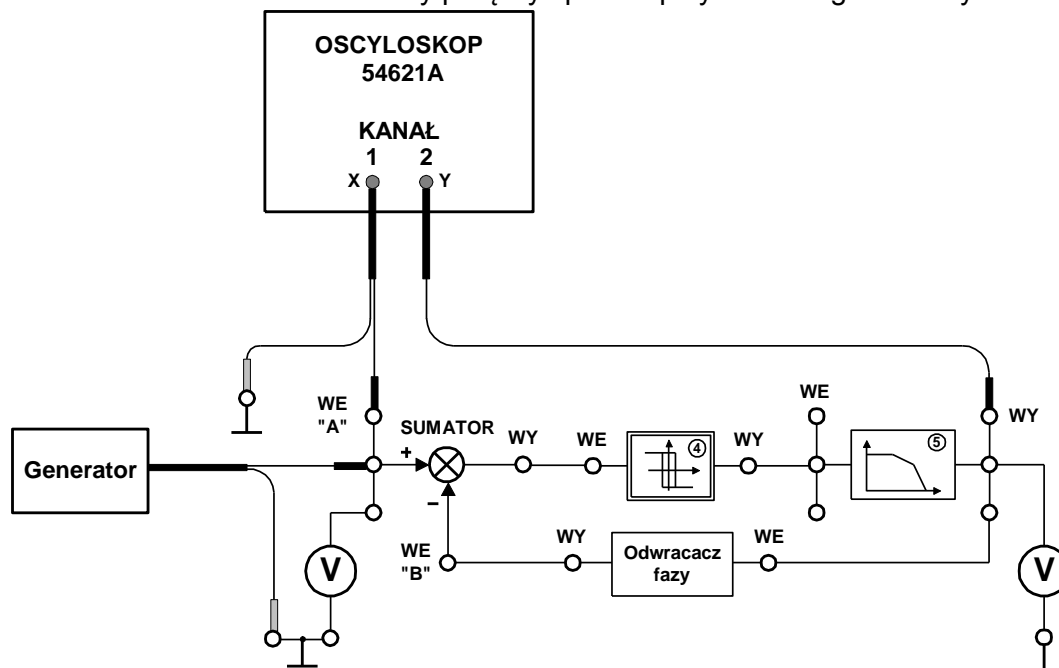 OSCYLOSKOP
54621A
KANAŁ
1 2
X Y
WE
"A"
SUMATOR
WY
WE
4
WY
WE
5
WY
Generator
+
−
V
WE
"B"
WY
Odwracacz
fazy
WE
V